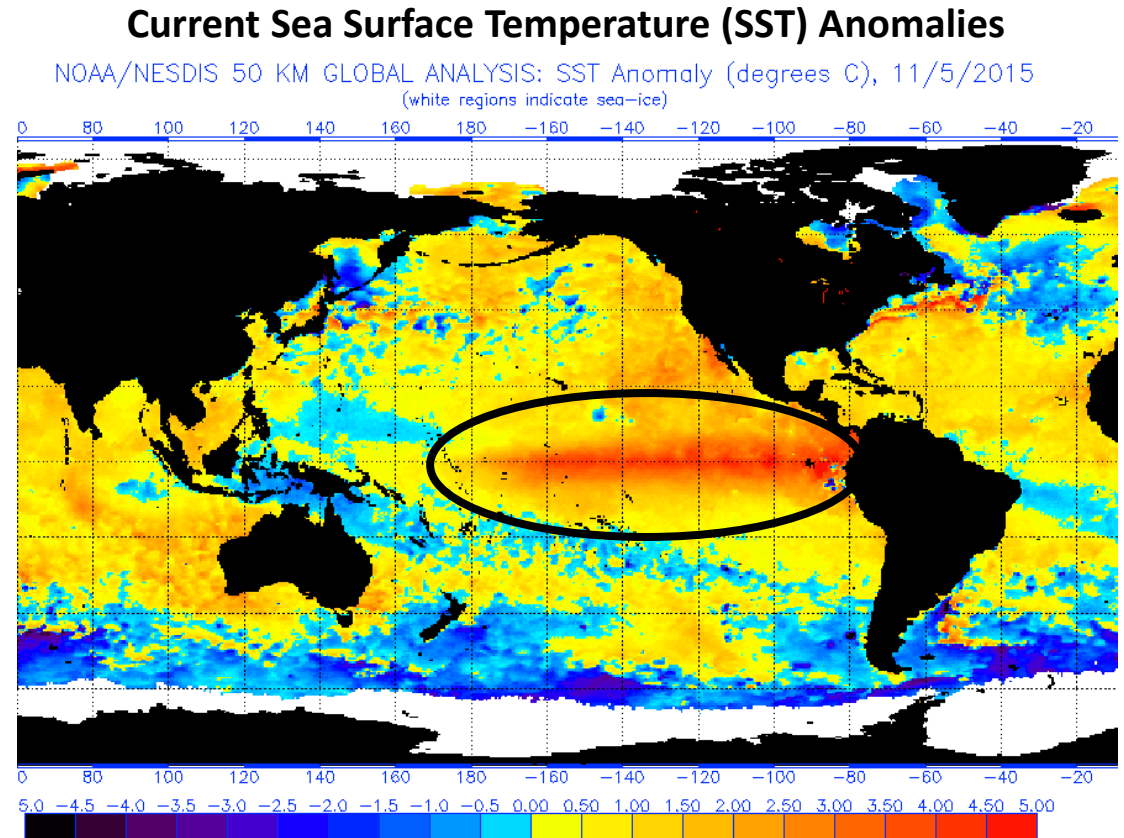 Current Sea Surface Temperature (SST) Anomalies
NOAA/NESDIS 50 KM GLOBAL ANALYSIS: SST Anomaly (degrees C), 11/5/2015
(white regions indicate sea-ice)
0 80 100 120 140 160 180 -160 -140 -120 -100 -80 -60 -40 -20
0 80 100 120 140 160 180 -160 -140 -120 -100 -80 -60 -40 -20
5.0 -4.5 -4.0 -3.5 -3.0 -2.5 -2.0 -1.5 -1.0 -0.5 0.00 0.50 1.00 1.50 2.00 2.50 3.00 3.50 4.00 4.50 5.00